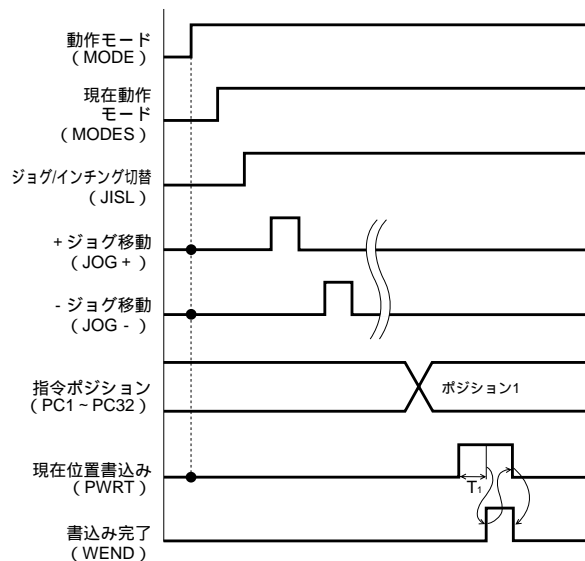 動作モード
（MODE）
現在動作
モード
（MODES）
ジョグ/インチング切替
（JISL）
+ ジョグ移動
（JOG +）
- ジョグ移動
（JOG -）
指令ポジション
（PC1 ~ PC32）
ポジション1
現在位置書込み
（PWRT）
T1
書込み完了
（WEND）